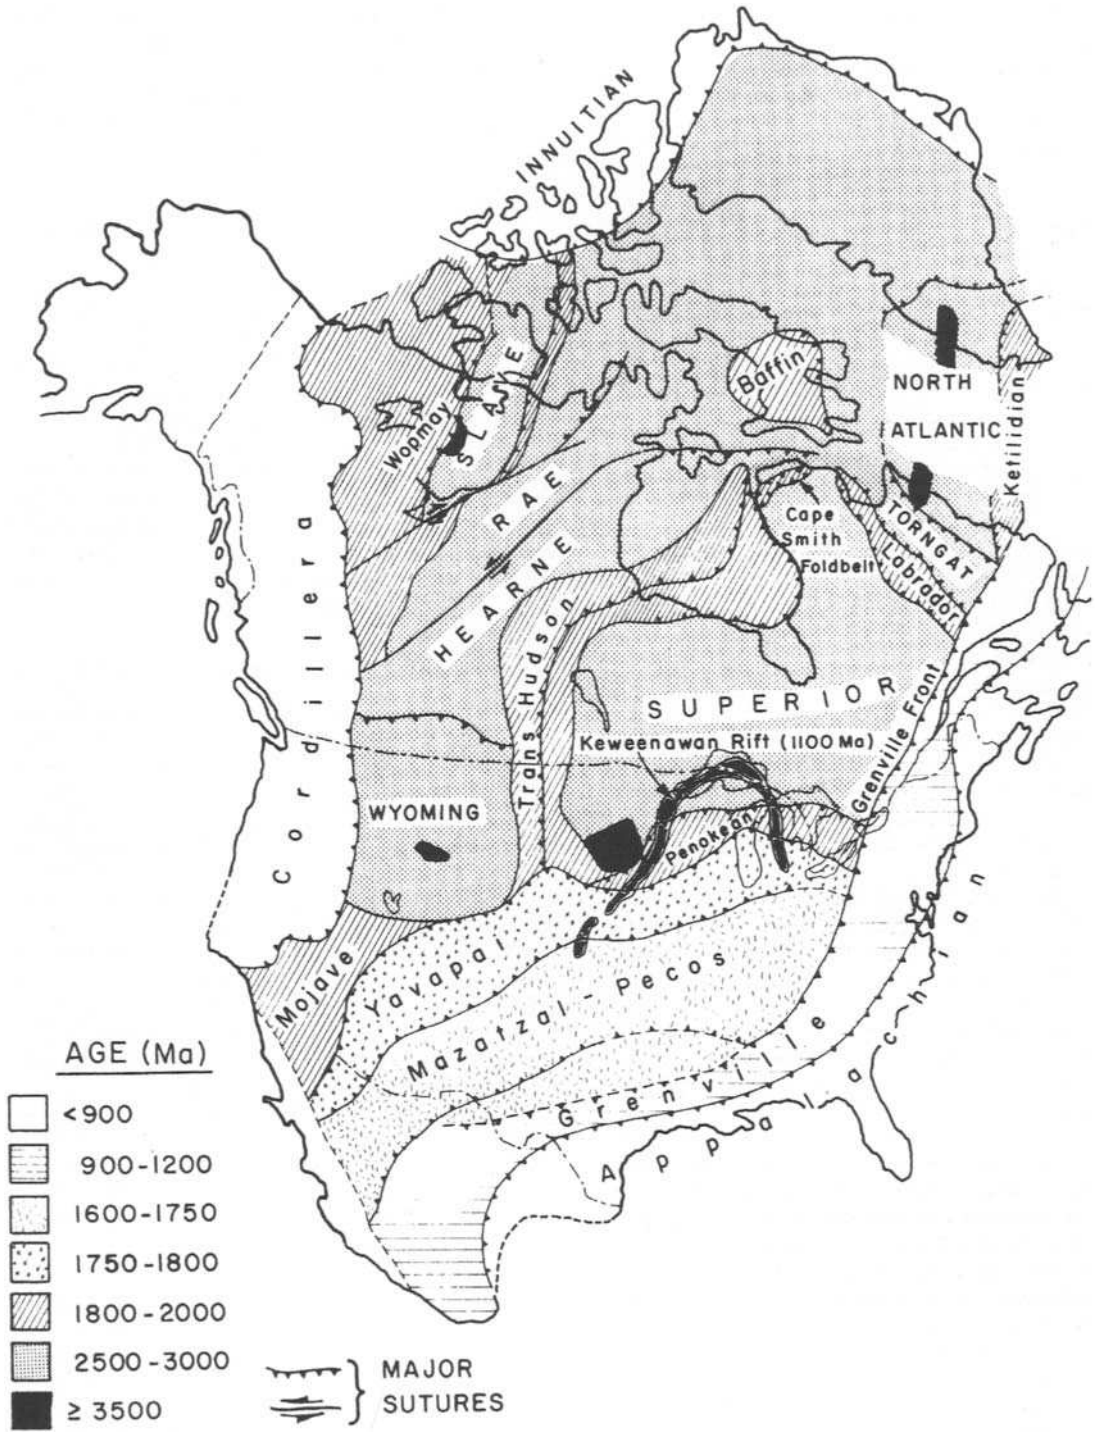 INNUITIAN
SLAVE
Wopmay
Baffin
NORTH
ATLANTIC
Ketilidian
RAE
HEARNE
Cape
Smith
Foldbelt
TORNGAT
Labrador
Cordillera
Trans Hudson
SUPERIOR
Keweenawan Rift (1100 Ma)
Grenville Front
WYOMING
Penokean
Mojave
Yavapai
Mazatzal - Pecos
Grenville
Appalachian
AGE (Ma)
<900
900-1200
1600-1750
1750-1800
1800-2000
2500-3000
≥ 3500
MAJOR
SUTURES